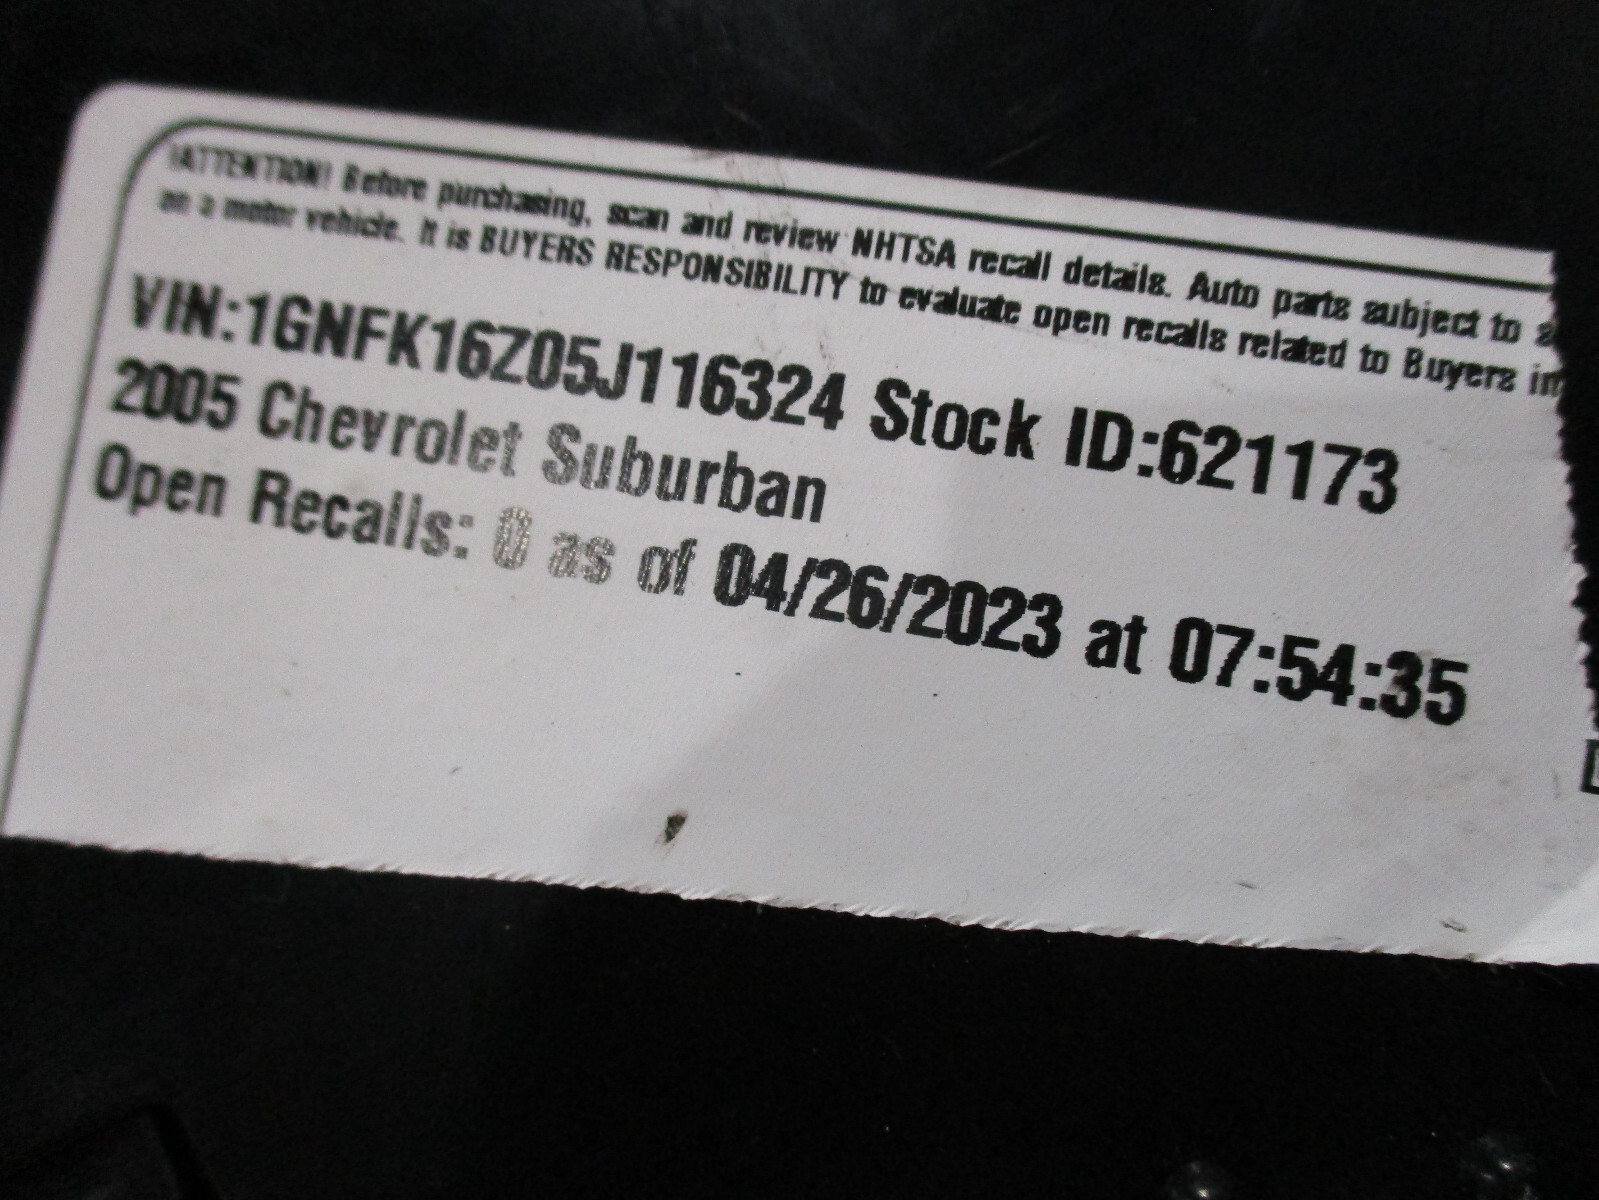 !ATTENTION! Before purchasing, scan and review NHTSA recall details. Auto parts subject to a
on a motor vehicle. It is BUYERS RESPONSIBILITY to evaluate open recalls related to Buyers in
VIN:1GNFK16Z05J116324 Stock ID:621173
2005 Chevrolet Suburban
Open Recalls: 0 as of 04/26/2023 at 07:54:35